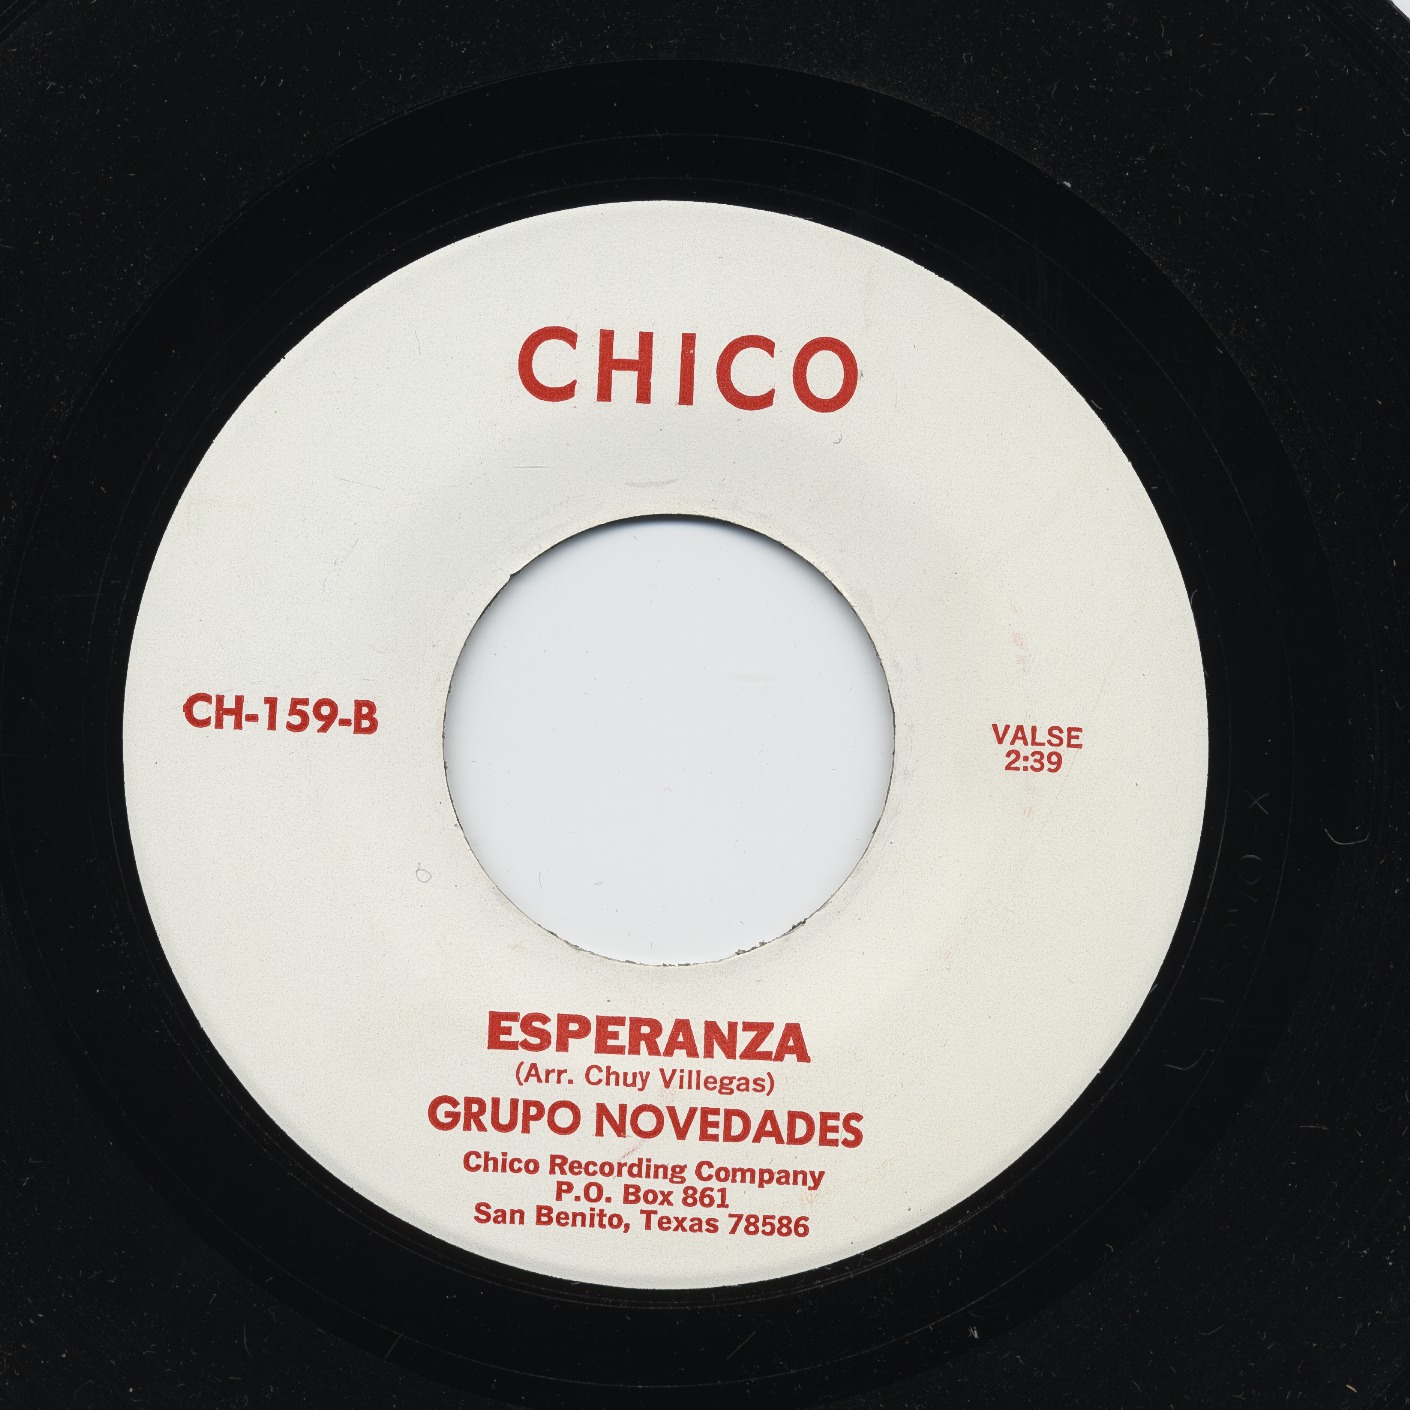 CHICO
CH-159-B
VALSE
2:39
ESPERANZA
(Arr. Chuy Villegas)
GRUPO NOVEDADES
Chico Recording Company
P.O. Box 861
San Benito, Texas 78586